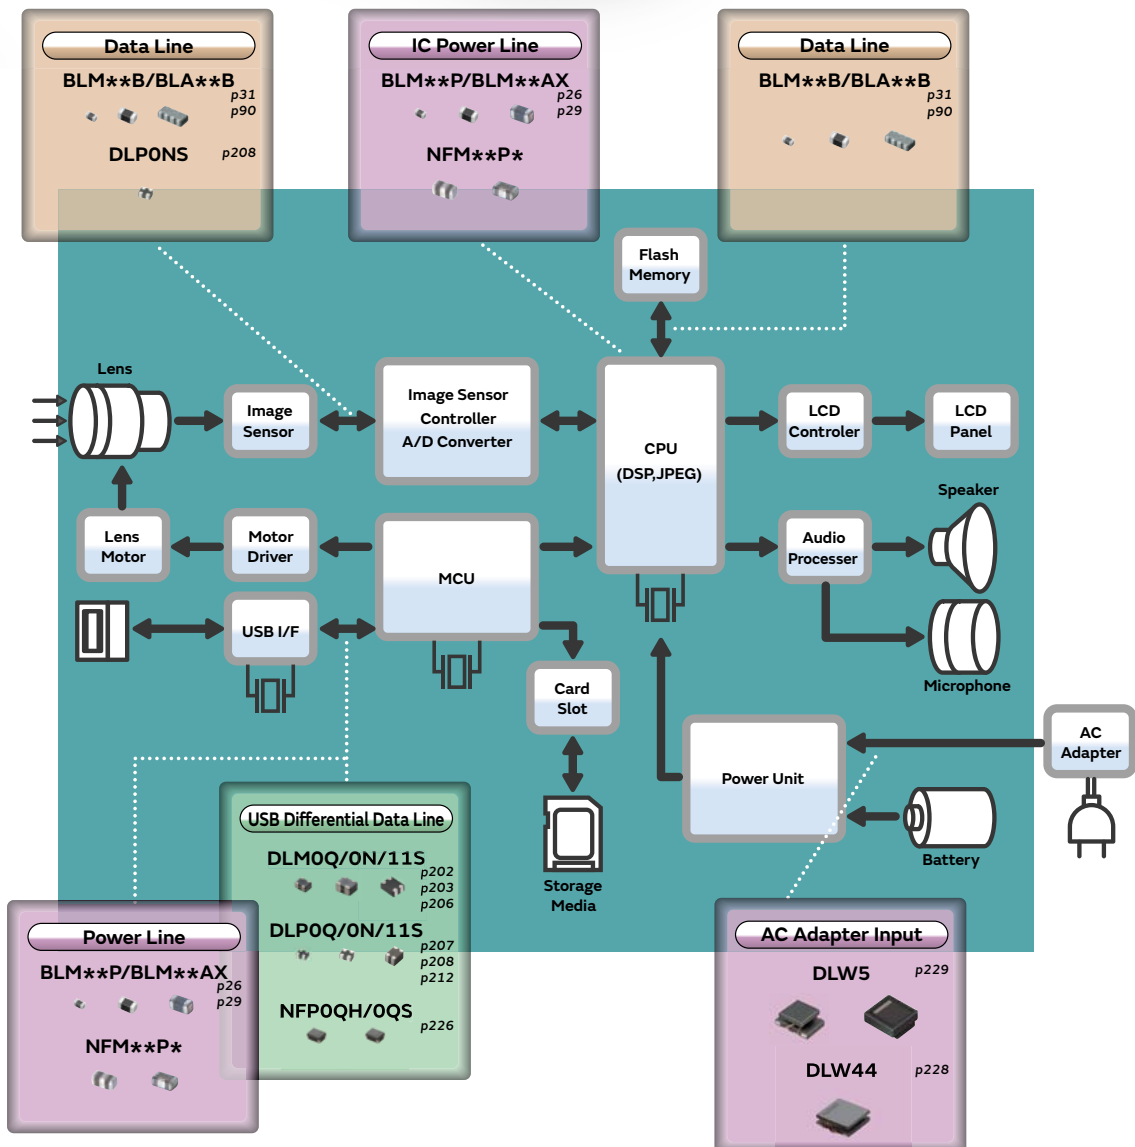 Data Line
BLM**B/BLA**B
p31
p90
DLP0NS
p208
IC Power Line
BLM**P/BLM**AX
p26
p29
NFM**P*
Data Line
BLM**B/BLA**B
p31
p90
Flash
Memory
Lens
Image
Sensor
Image Sensor
Controller
A/D Converter
CPU
(DSP,JPEG)
LCD
Controler
LCD
Panel
Lens
Motor
Motor
Driver
MCU
Audio
Processer
Speaker
USB I/F
Microphone
Card
Slot
Power Unit
AC
Adapter
Battery
Storage
Media
USB Differential Data Line
DLM0Q/0N/11S
p202
p203
p206
DLP0Q/0N/11S
p207
p208
p212
NFP0QH/0QS
p226
Power Line
BLM**P/BLM**AX
p26
p29
NFM**P*
AC Adapter Input
DLW5
p229
DLW44
p228